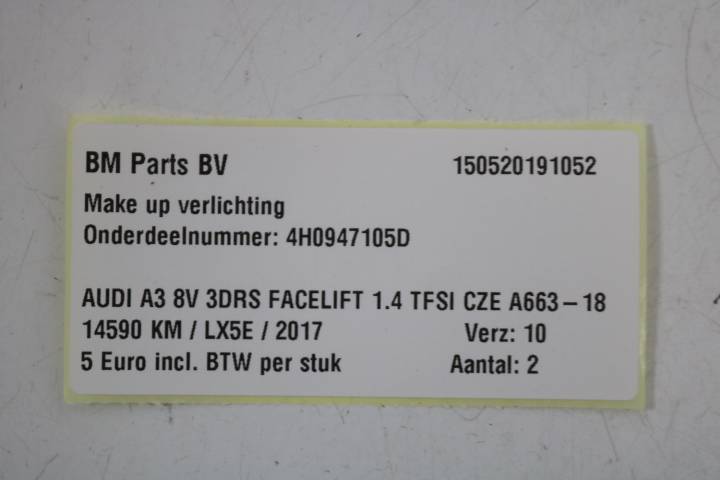 BM Parts BV 150520191052
Make up verlichting
Onderdeelnummer: 4H0947105D
AUDI A3 8V 3DRS FACELIFT 1.4 TFSI CZE A663-18
14590 KM / LX5E / 2017 Verz: 10
5 Euro incl. BTW per stuk Aantal: 2